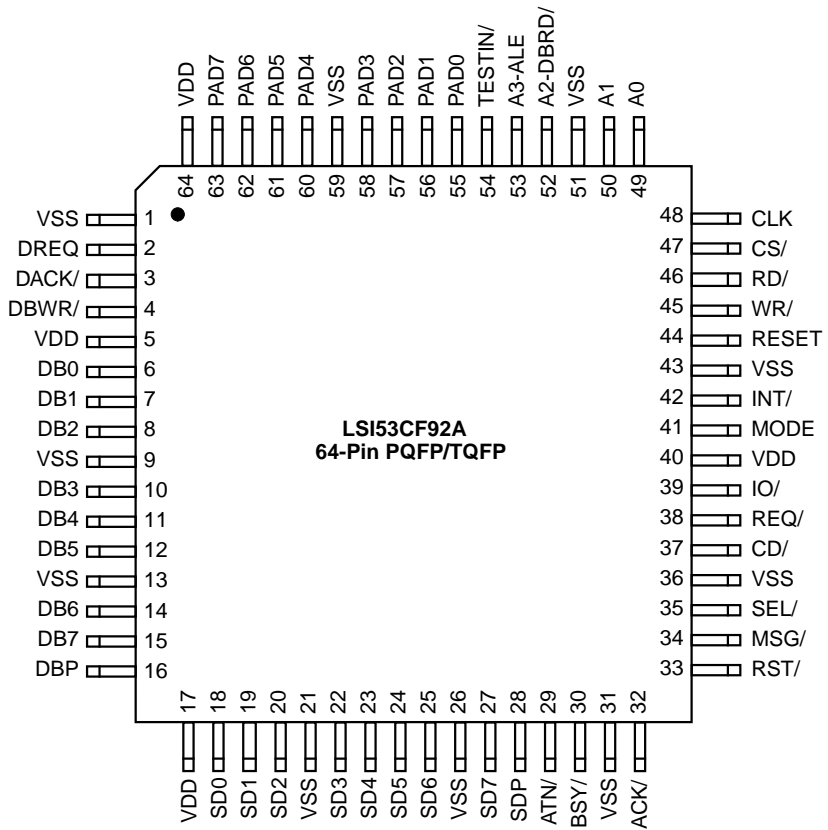 VDD
PAD7
PAD6
PAD5
PAD4
VSS
PAD3
PAD2
PAD1
PAD0
TESTIN/
A3-ALE
A2-DBRD/
VSS
A1
A0
64
63
62
61
60
59
58
57
56
55
54
53
52
51
50
49
VSS 1
DREQ 2
DACK/ 3
DBWR/ 4
VDD 5
DB0 6
DB1 7
DB2 8
VSS 9
DB3 10
DB4 11
DB5 12
VSS 13
DB6 14
DB7 15
DBP 16
LSI53CF92A
64-Pin PQFP/TQFP
48 CLK
47 CS/
46 RD/
45 WR/
44 RESET
43 VSS
42 INT/
41 MODE
40 VDD
39 IO/
38 REQ/
37 CD/
36 VSS
35 SEL/
34 MSG/
33 RST/
17
18
19
20
21
22
23
24
25
26
27
28
29
30
31
32
VDD
SD0
SD1
SD2
VSS
SD3
SD4
SD5
SD6
VSS
SD7
SDP
ATN/
BSY/
VSS
ACK/